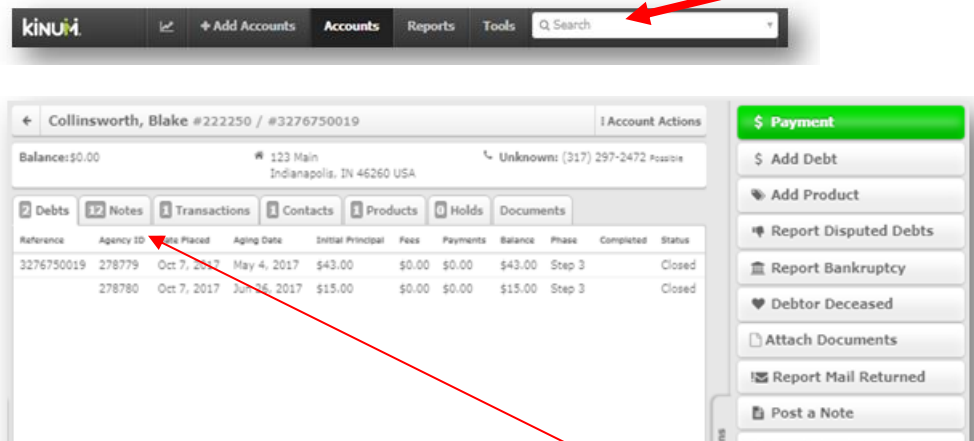 kinum. + Add Accounts Accounts Reports Tools Search
Collinsworth, Blake #222250 / #3276750019 Account Actions
Balance:$0.00 123 Main Unknown: (317) 297-2472 Possible
Indianapolis, IN 46260 USA
2 Debts 12 Notes 1 Transactions 1 Contacts 1 Products 0 Holds Documents
Reference Agency ID Date Placed Aging Date Initial Principal Fees Payments Balance Phase Completed Status
3276750019 278779 Oct 7, 2017 May 4, 2017 $43.00 $0.00 $0.00 $43.00 Step 3 Closed
278780 Oct 7, 2017 Jun 26, 2017 $15.00 $0.00 $0.00 $15.00 Step 3 Closed
$ Payment
$ Add Debt
Add Product
Report Disputed Debts
Report Bankruptcy
Debtor Deceased
Attach Documents
Report Mail Returned
Post a Note